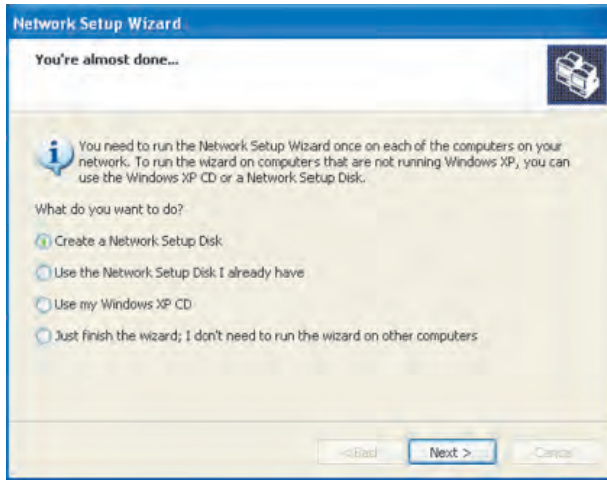 Network Setup Wizard
You're almost done...
You need to run the Network Setup Wizard once on each of the computers on your
network. To run the wizard on computers that are not running Windows XP, you can
use the Windows XP CD or a Network Setup Disk.
What do you want to do?
Create a Network Setup Disk
Use the Network Setup Disk I already have
Use my Windows XP CD
Just finish the wizard; I don't need to run the wizard on other computers
< Back
Next >
Cancel